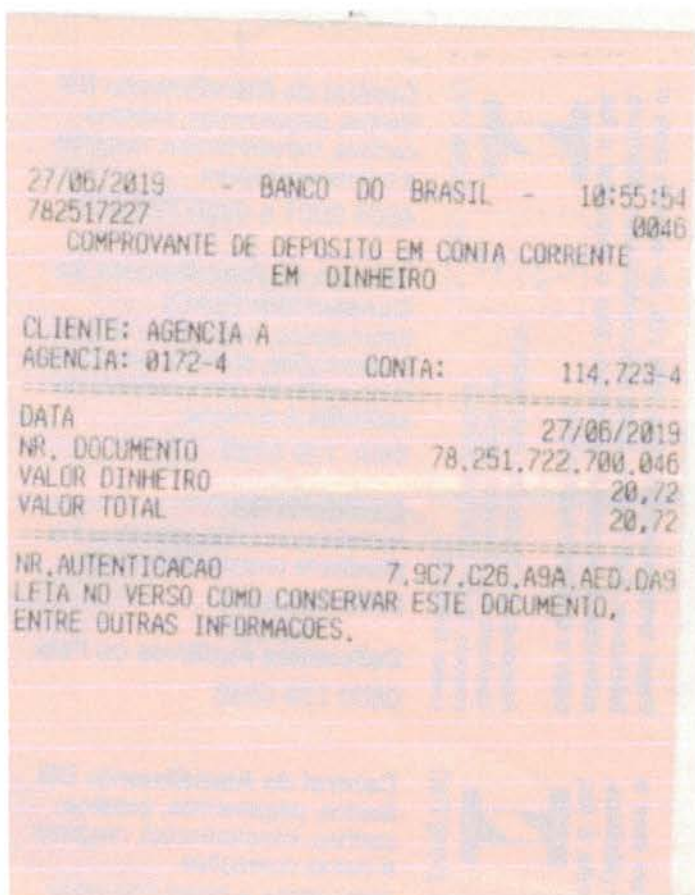 27/06/2019 - BANCO DO BRASIL - 10:55:54
782517227 0046
COMPROVANTE DE DEPOSITO EM CONTA CORRENTE
EM DINHEIRO
CLIENTE: AGENCIA A
AGENCIA: 0172-4 CONTA: 114.723-4
DATA 27/06/2019
NR. DOCUMENTO 78.251.722.700.046
VALOR DINHEIRO 20,72
VALOR TOTAL 20,72
NR.AUTENTICACAO 7.9C7.C26.A9A.AED.DA9
LEIA NO VERSO COMO CONSERVAR ESTE DOCUMENTO,
ENTRE OUTRAS INFORMACOES.